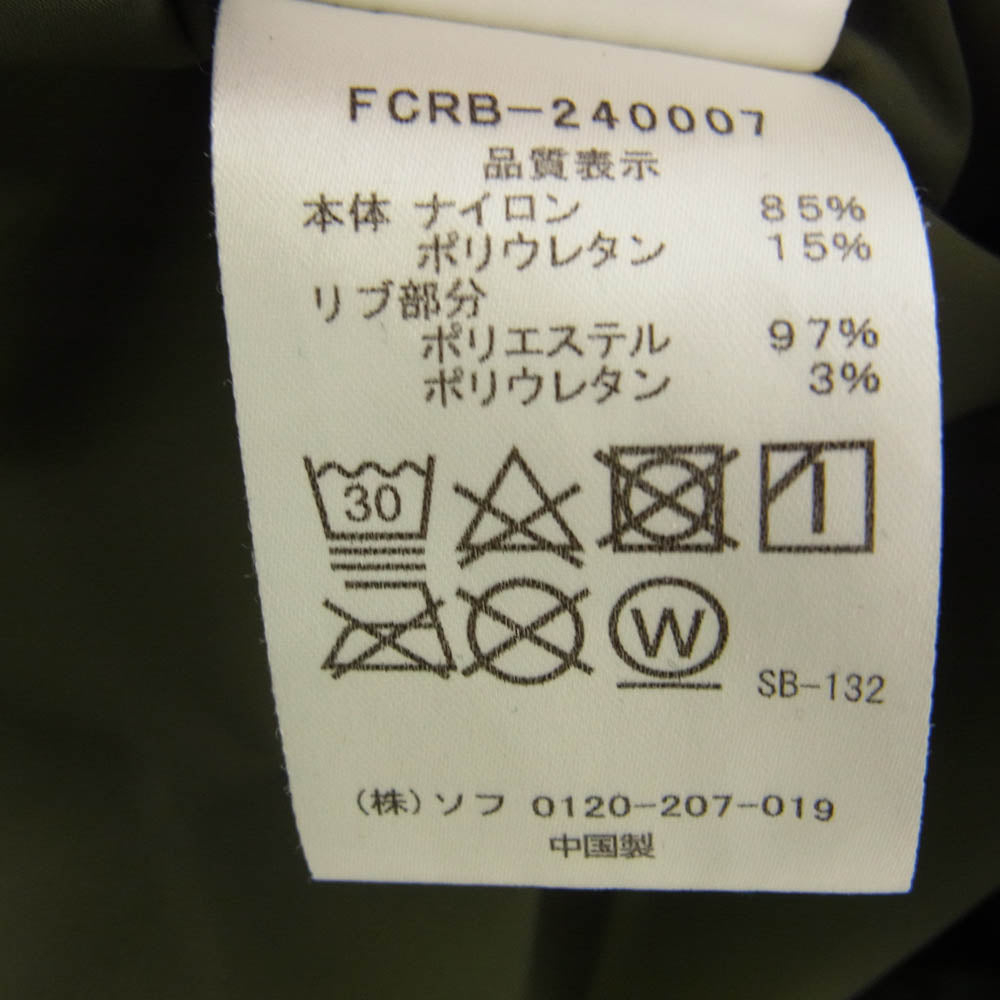 FCRB-240007
品質表示
本体 ナイロン 85%
ポリウレタン 15%
リブ部分
ポリエステル 97%
ポリウレタン 3%
30
W
SB-132
(株)ソフ 0120-207-019
中国製